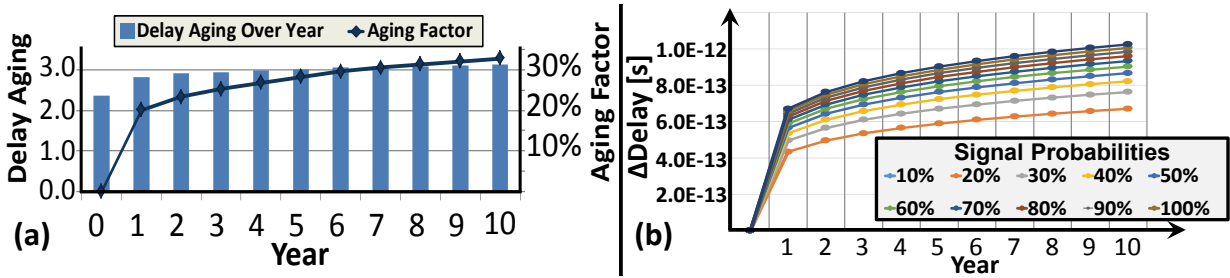 Delay Aging Over Year
Aging Factor
Delay Aging
3.0
2.0
1.0
0.0
30%
20%
10%
Aging Factor
0 1 2 3 4 5 6 7 8 9 10
Year
(a)
ΔDelay [s]
1.0E-12
8.0E-13
6.0E-13
4.0E-13
2.0E-13
Signal Probabilities
10% 20% 30% 40% 50%
60% 70% 80% 90% 100%
1 2 3 4 5 6 7 8 9 10
Year
(b)